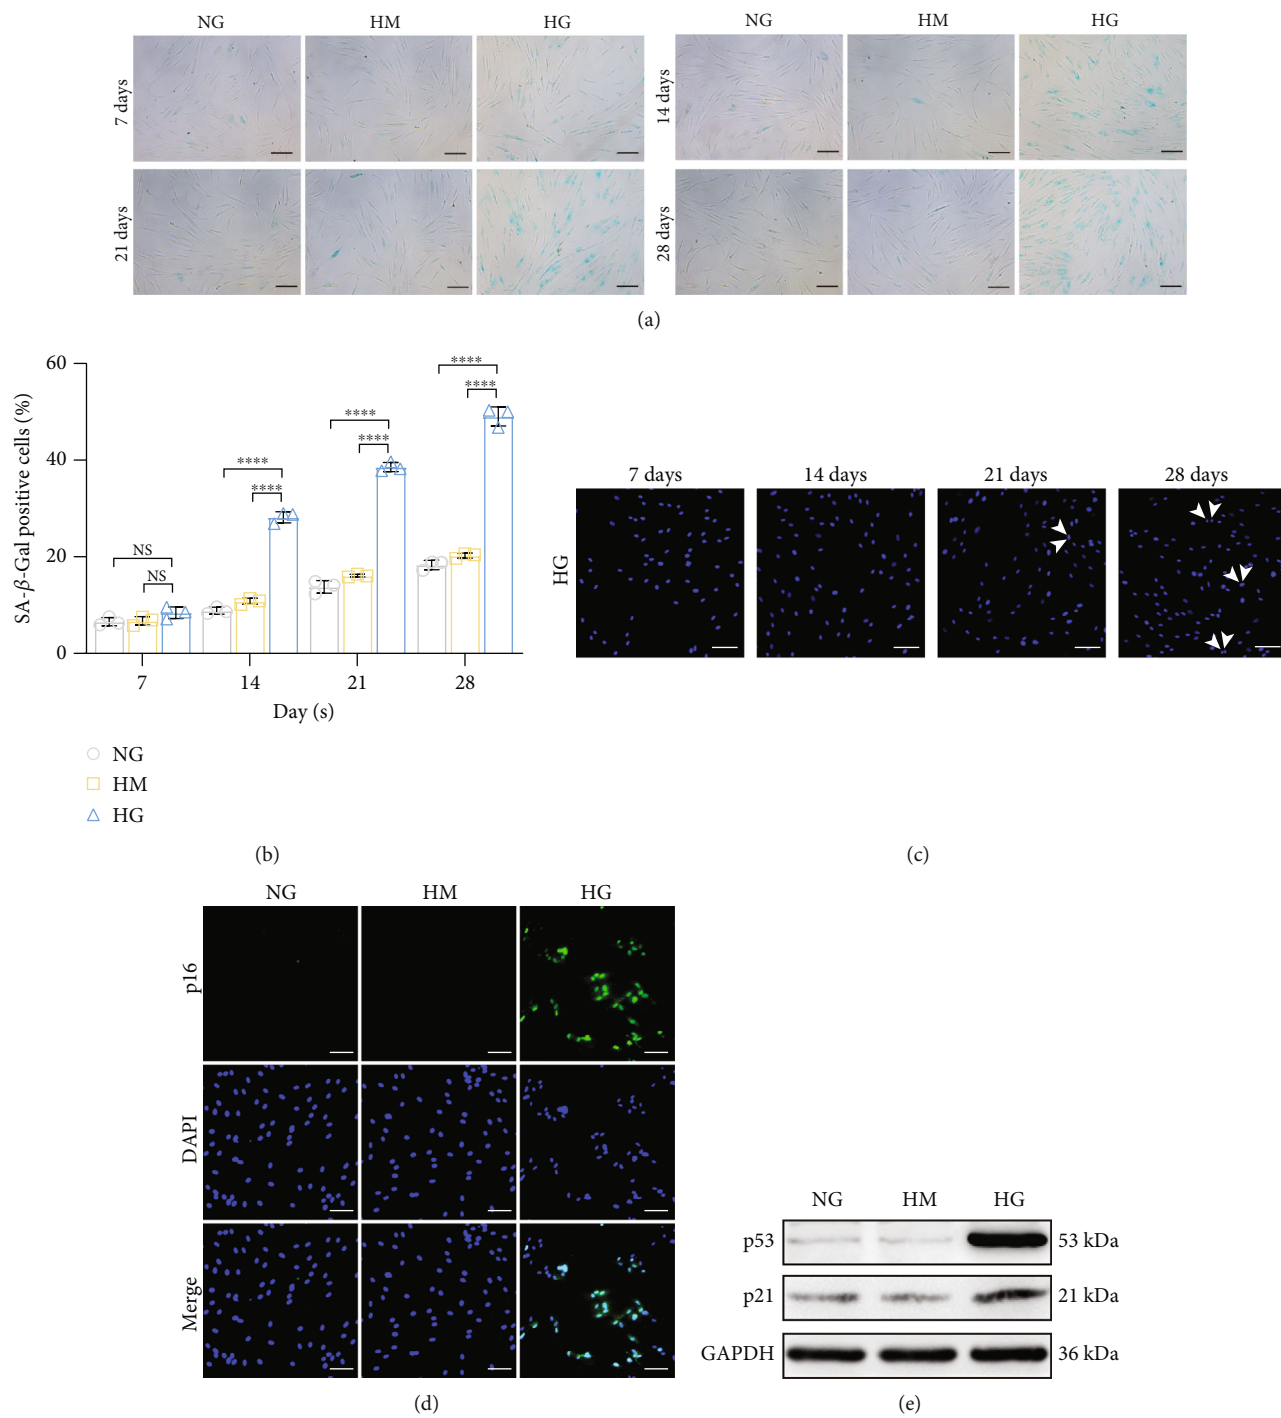 NG HM HG NG HM HG
7 days 14 days
21 days 28 days
(a)
SA-β-Gal positive cells (%)
60
40
20
0
NS
NS
****
****
****
****
****
****
7 14 21 28
Day (s)
NG
HM
HG
(b)
7 days 14 days 21 days 28 days
HG
(c)
NG HM HG
p16
DAPI
Merge
(d)
NG HM HG
p53 53 kDa
p21 21 kDa
GAPDH 36 kDa
(e)